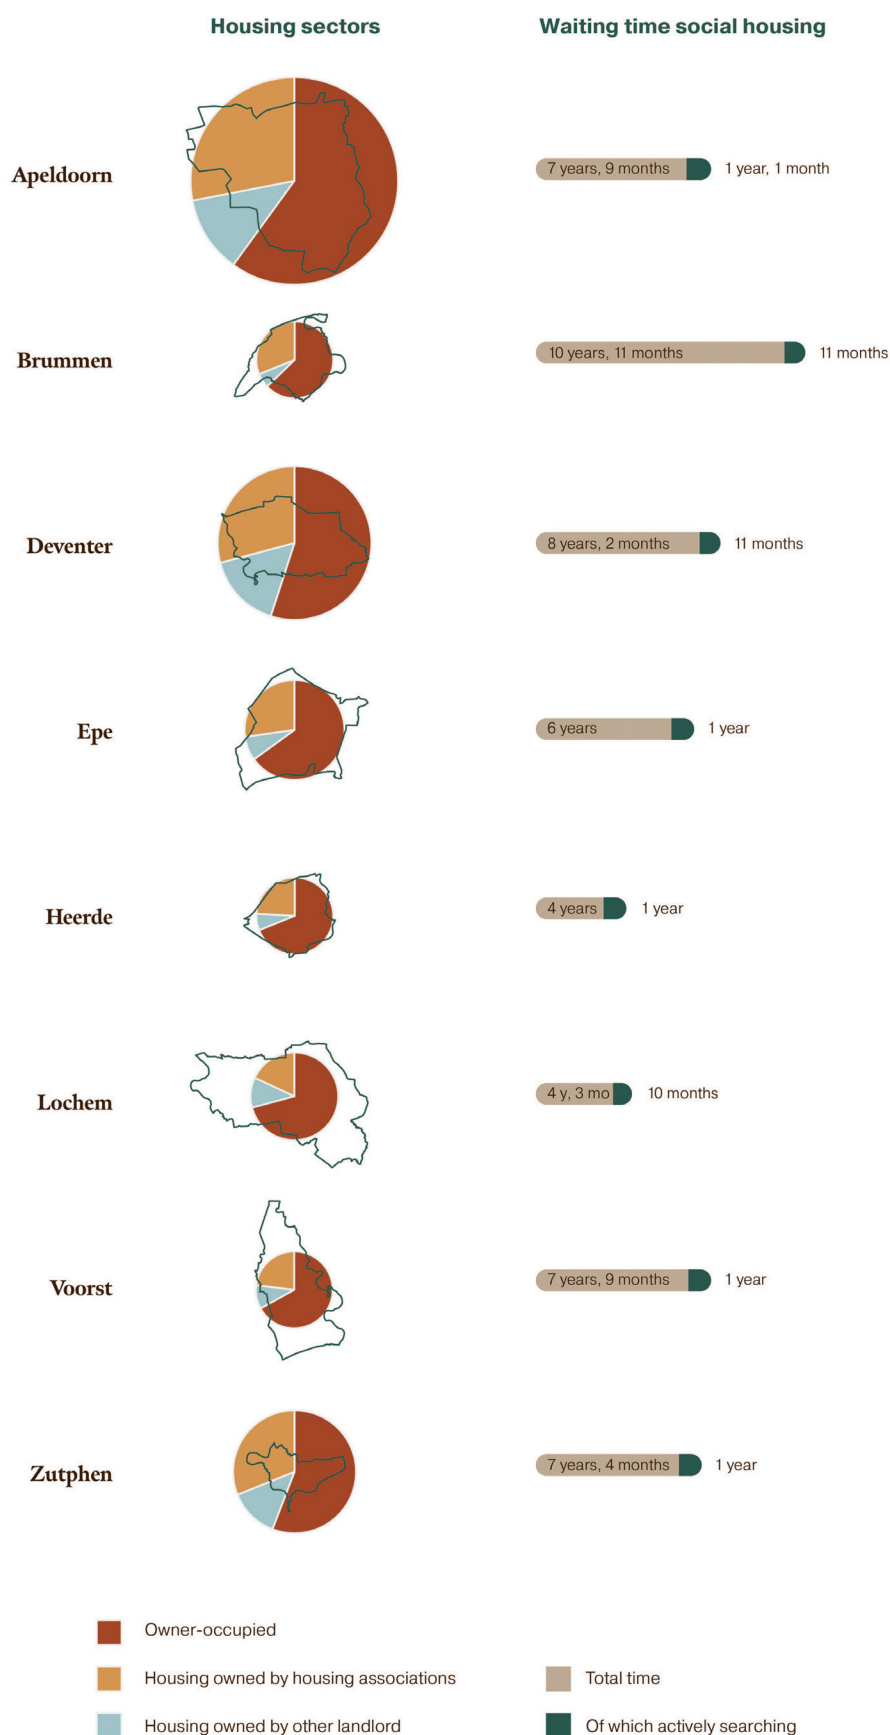 Housing sectors
Waiting time social housing
Apeldoorn
7 years, 9 months
1 year, 1 month
Brummen
10 years, 11 months
11 months
Deventer
8 years, 2 months
11 months
Epe
6 years
1 year
Heerde
4 years
1 year
Lochem
4 y, 3 mo
10 months
Voorst
7 years, 9 months
1 year
Zutphen
7 years, 4 months
1 year
Owner-occupied
Housing owned by housing associations
Total time
Housing owned by other landlord
Of which actively searching